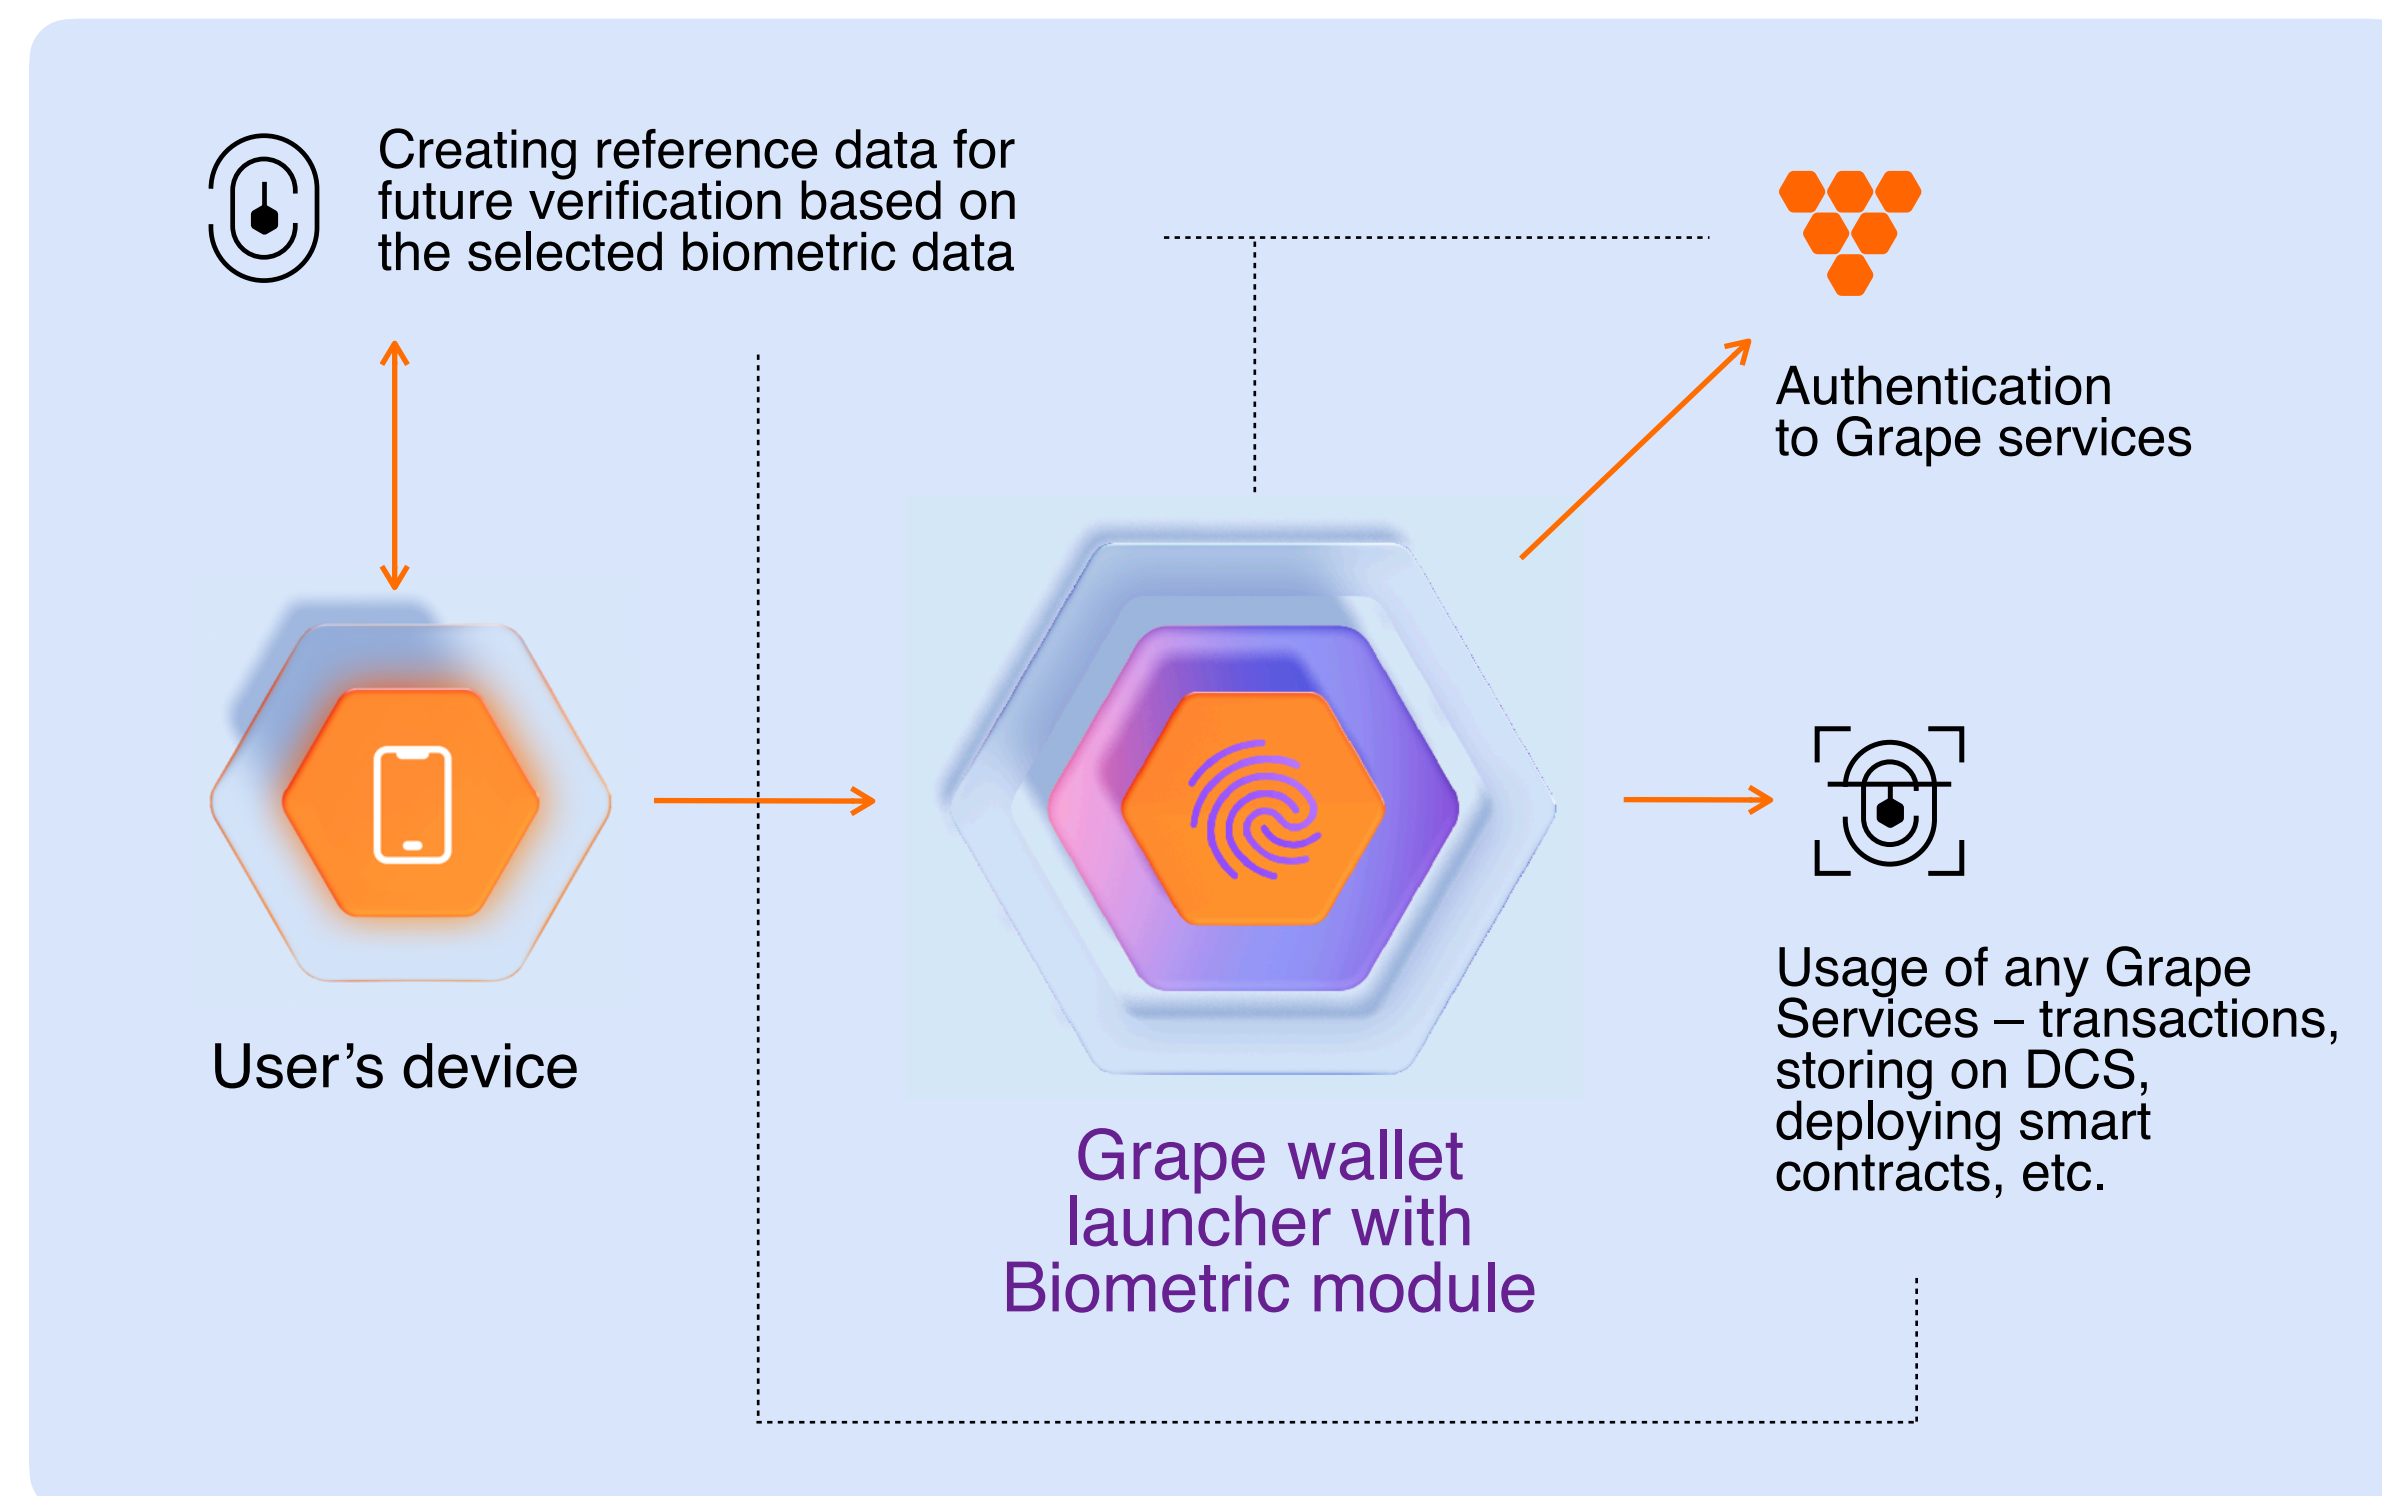 Creating reference data for
future verification based on
the selected biometric data
Authentication
to Grape services
User’s device
Grape wallet
launcher with
Biometric module
Usage of any Grape
Services – transactions,
storing on DCS,
deploying smart
contracts, etc.